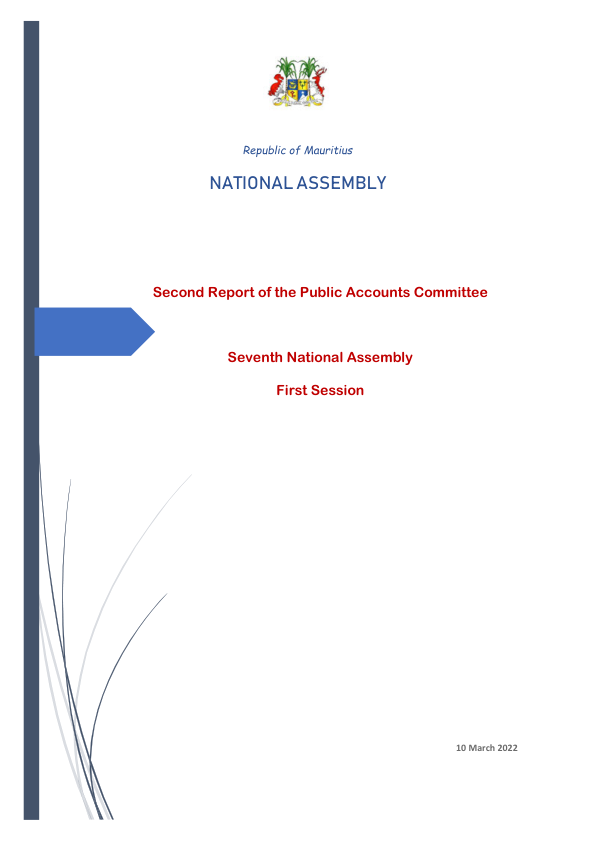 Republic of Mauritius
NATIONAL ASSEMBLY
Second Report of the Public Accounts Committee
Seventh National Assembly
First Session
10 March 2022